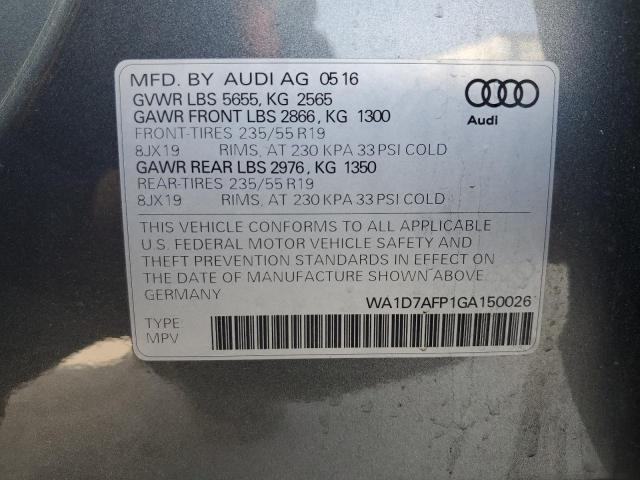 MFD. BY AUDI AG 05 16
GVWR LBS 5655, KG 2565
GAWR FRONT LBS 2866, KG 1300
FRONT-TIRES 235/55 R19
8JX19 RIMS, AT 230 KPA 33 PSI COLD
GAWR REAR LBS 2976, KG 1350
REAR-TIRES 235/55 R19
8JX19 RIMS, AT 230 KPA 33 PSI COLD
Audi
THIS VEHICLE CONFORMS TO ALL APPLICABLE
U.S. FEDERAL MOTOR VEHICLE SAFETY AND
THEFT PREVENTION STANDARDS IN EFFECT ON
THE DATE OF MANUFACTURE SHOWN ABOVE.
GERMANY
WA1D7AFP1GA150026
TYPE
MPV